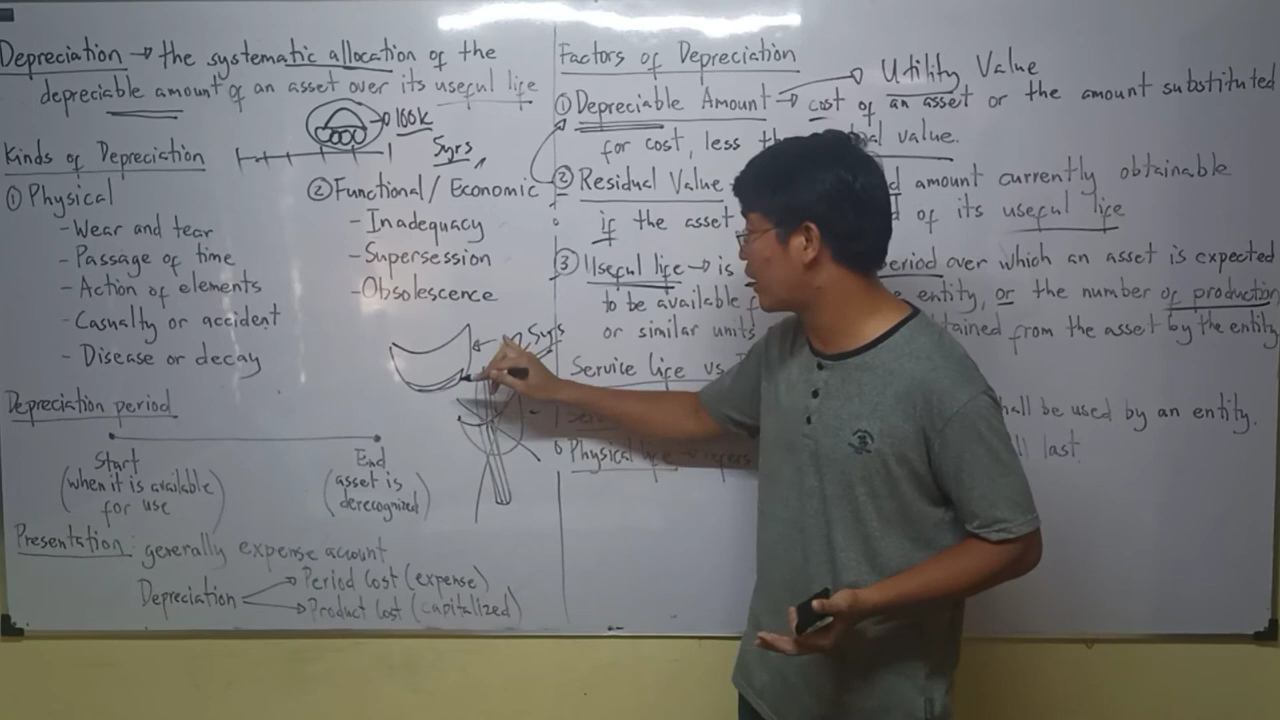 Depreciation → the systematic allocation of the
depreciable amount of an asset over its useful life
100k
5yrs
Kinds of Depreciation
① Physical
- Wear and tear
- Passage of time
- Action of elements
- Casualty or accident
- Disease or decay
② Functional / Economic
- Inadequacy
- Supersession
- Obsolescence
5yrs
Depreciation period
Start
(when it is available
for use)
End
(asset is
derecognized)
Presentation: generally expense account
Depreciation
Period Cost (expense)
Product Cost (capitalized)
Factors of Depreciation
Utility Value
① Depreciable Amount → cost of an asset or the amount substituted
for cost, less value.
② Residual Value amount currently obtainable
if the asset of its useful life
③ Useful life → is period over which an asset is expected
to be available entity, or the number of production
or similar units from the asset by the entity
Service life vs
be used by an entity.
Physical life last.